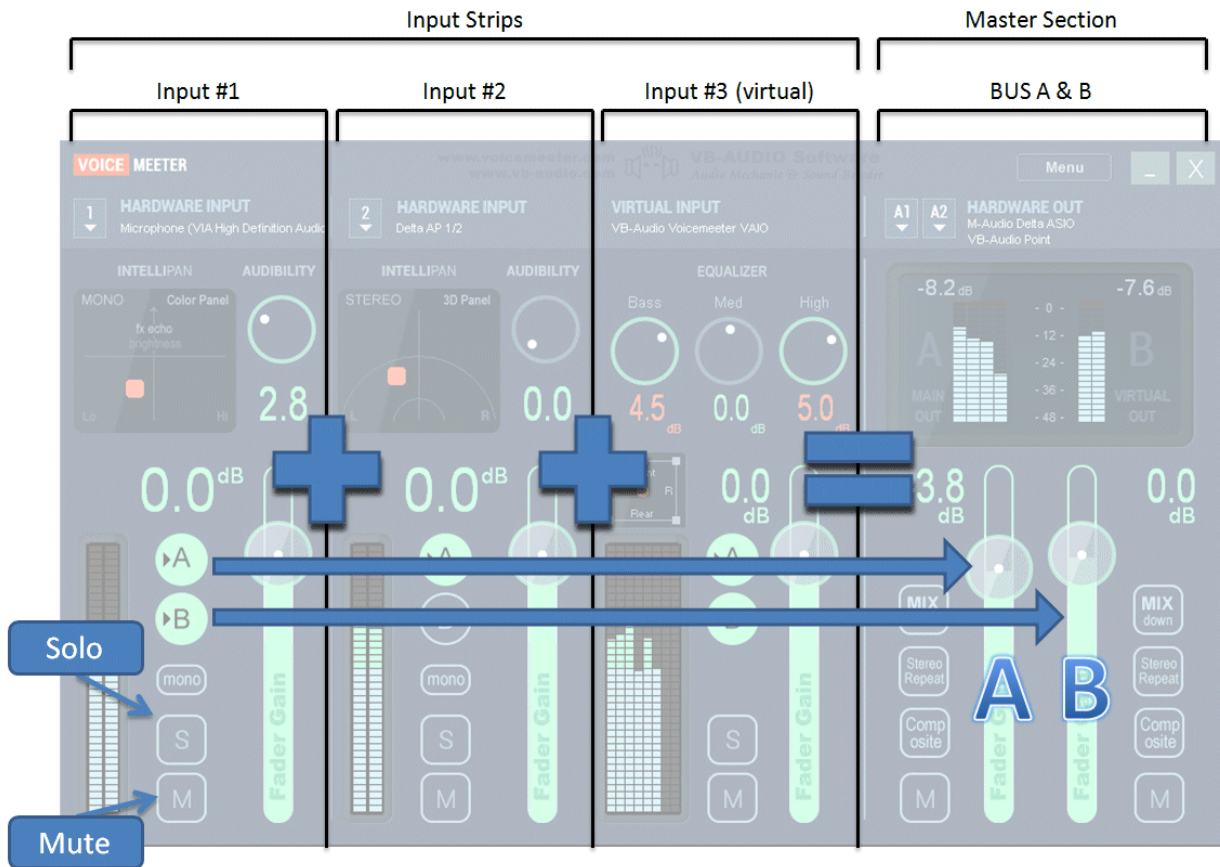 Input Strips
Master Section
Input #1
Input #2
Input #3 (virtual)
BUS A & B
VOICE MEETER
www.voicemeeter.com
www.vb-audio.com
VB-AUDIO Software
Audio Mechanic & Sound Breeder
Menu
_
X
1
HARDWARE INPUT
Microphone (VIA High Definition Audio
2
HARDWARE INPUT
Delta AP 1/2
VIRTUAL INPUT
VB-Audio Voicemeeter VAIO
A1
A2
HARDWARE OUT
M-Audio Delta ASIO
VB-Audio Point
INTELLIPAN
AUDIBILITY
MONO
Color Panel
fx echo
brightness
Lo
Hi
2.8
INTELLIPAN
AUDIBILITY
STEREO
3D Panel
L
R
0.0
EQUALIZER
Bass
Med
High
4.5
dB
0.0
dB
5.0
dB
-8.2 dB
-7.6 dB
A
MAIN
OUT
- 0 -
-12 -
-24 -
-36 -
-48 -
B
VIRTUAL
OUT
0.0 dB
0.0 dB
R
Rear
0.0
dB
3.8
dB
0.0
dB
A
B
mono
S
M
Fader Gain
A
mono
S
M
Fader Gain
S
M
Fader Gain
MIX
Stereo
Repeat
Comp
osite
M
A
B
MIX
down
Stereo
Repeat
Comp
osite
M
Solo
Mute